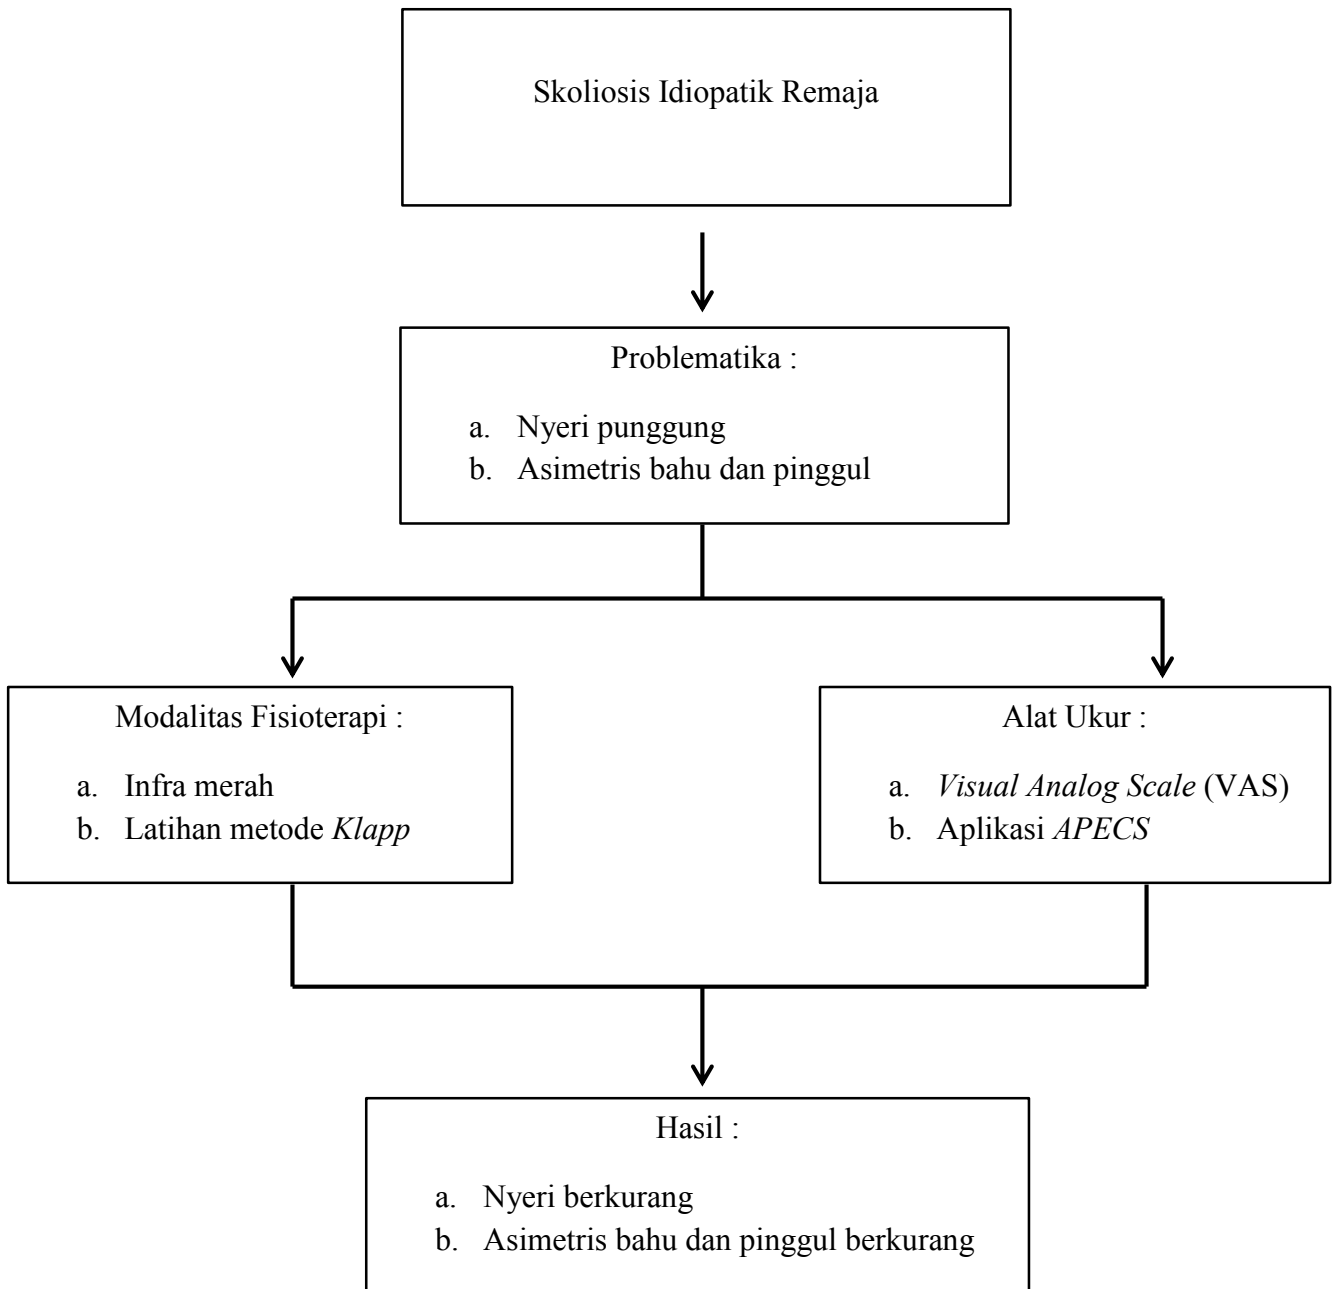 Skoliosis Idiopatik Remaja
Problematika :
a. Nyeri punggung
b. Asimetris bahu dan pinggul
Modalitas Fisioterapi :
a. Infra merah
b. Latihan metode Klapp
Alat Ukur :
a. Visual Analog Scale (VAS)
b. Aplikasi APECS
Hasil :
a. Nyeri berkurang
b. Asimetris bahu dan pinggul berkurang